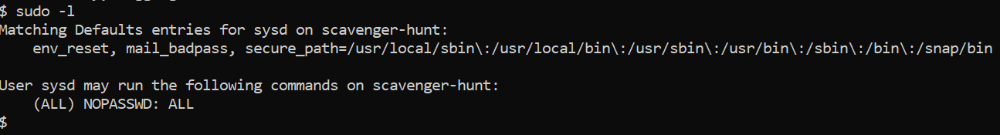 $ sudo -l
Matching Defaults entries for sysd on scavenger-hunt:
    env_reset, mail_badpass, secure_path=/usr/local/sbin\:/usr/local/bin\:/usr/sbin\:/usr/bin\:/sbin\:/bin\:/snap/bin

User sysd may run the following commands on scavenger-hunt:
    (ALL) NOPASSWD: ALL
$